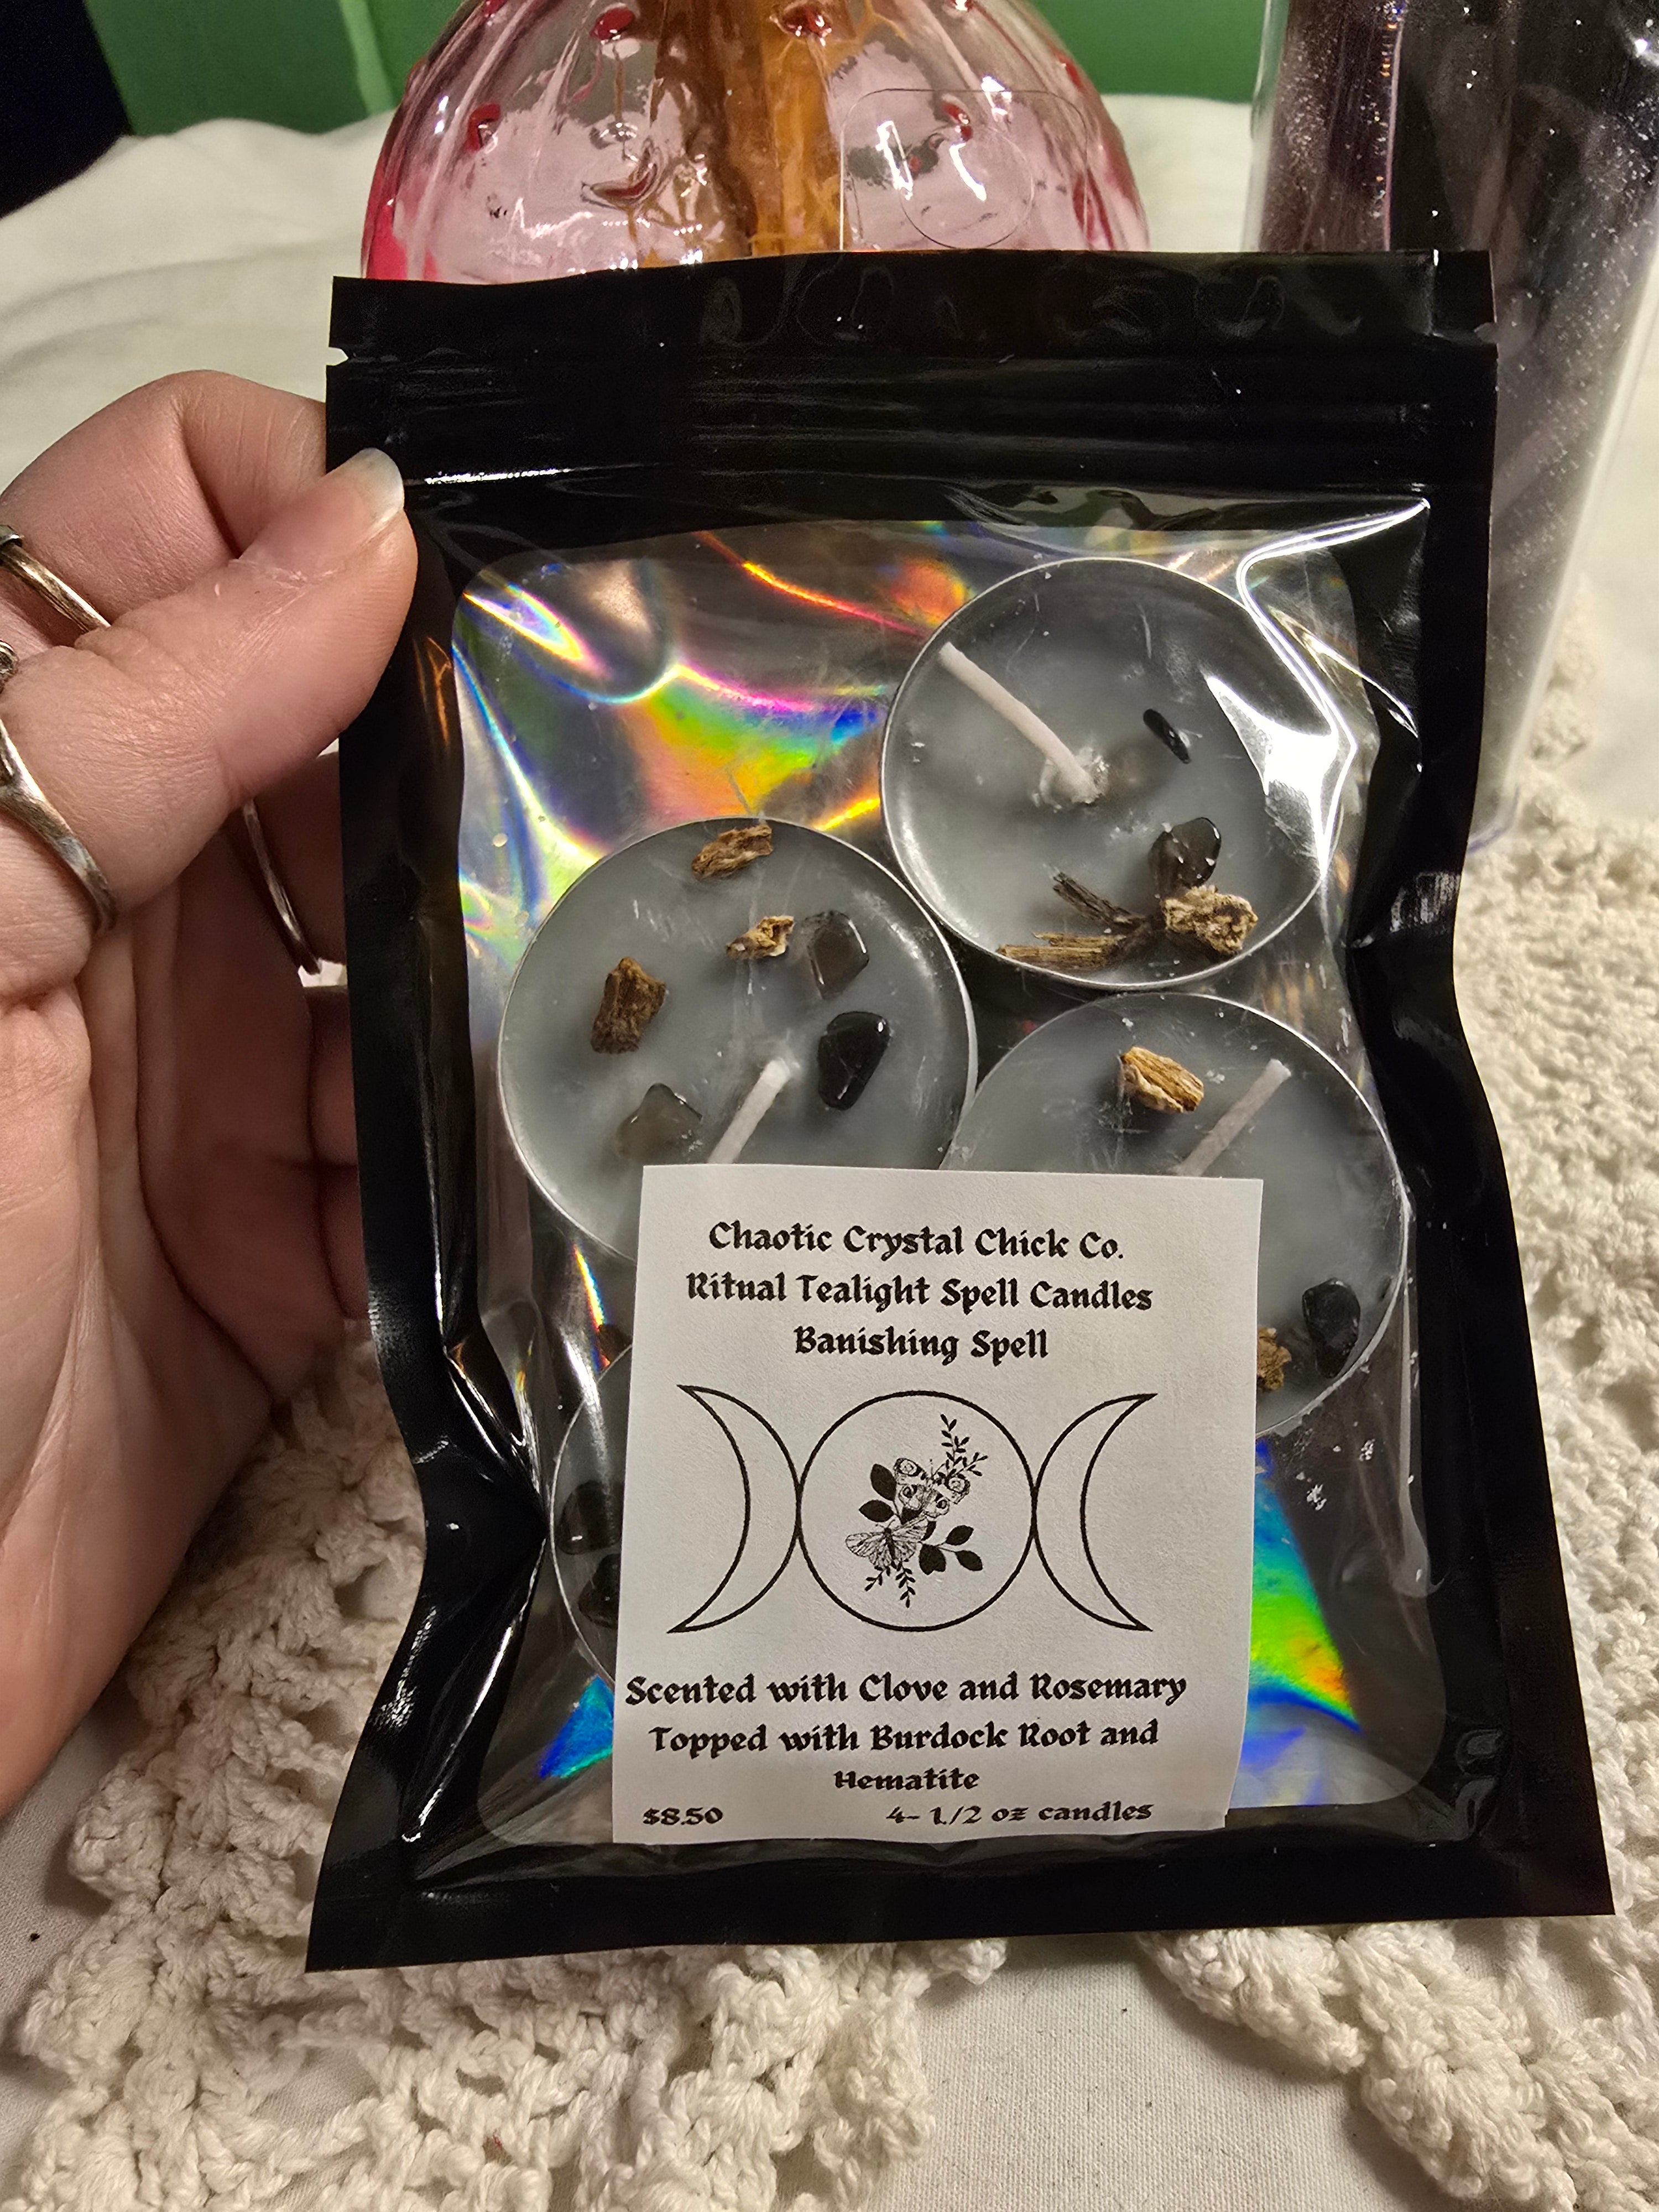 Chaotic Crystal Chick Co.
Ritual Tealight Spell Candles
Banishing Spell
Scented with Clove and Rosemary
Topped with Burdock Root and
Hematite
$8.50 4- 1/2 oz candles